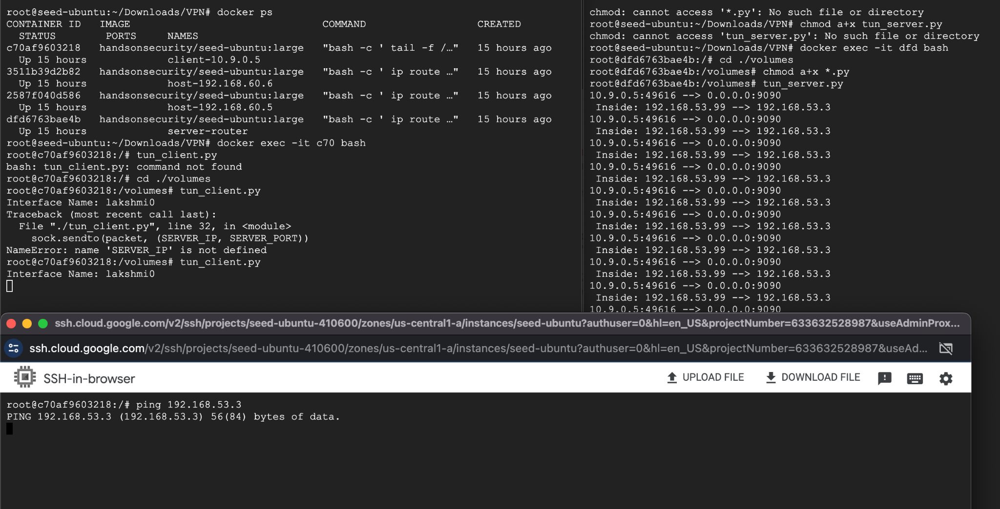 root@seed-ubuntu:~/Downloads/VPN# docker ps
CONTAINER ID   IMAGE                               COMMAND                  CREATED
  STATUS        PORTS     NAMES
c70af9603218   handsonsecurity/seed-ubuntu:large   "bash -c ' tail -f /…"   15 hours ago
  Up 15 hours             client-10.9.0.5
3511b39d2b82   handsonsecurity/seed-ubuntu:large   "bash -c ' ip route …"   15 hours ago
  Up 15 hours             host-192.168.60.6
2587f040d586   handsonsecurity/seed-ubuntu:large   "bash -c ' ip route …"   15 hours ago
  Up 15 hours             host-192.168.60.5
dfd6763bae4b   handsonsecurity/seed-ubuntu:large   "bash -c ' ip route …"   15 hours ago
  Up 15 hours             server-router
root@seed-ubuntu:~/Downloads/VPN# docker exec -it c70 bash
root@c70af9603218:/# tun_client.py
bash: tun_client.py: command not found
root@c70af9603218:/# cd ./volumes
root@c70af9603218:/volumes# tun_client.py
Interface Name: lakshmi0
Traceback (most recent call last):
  File "./tun_client.py", line 32, in <module>
    sock.sendto(packet, (SERVER_IP, SERVER_PORT))
NameError: name 'SERVER_IP' is not defined
root@c70af9603218:/volumes# tun_client.py
Interface Name: lakshmi0
chmod: cannot access '*.py': No such file or directory
root@seed-ubuntu:~/Downloads/VPN# chmod a+x tun_server.py
chmod: cannot access 'tun_server.py': No such file or directory
root@seed-ubuntu:~/Downloads/VPN# docker exec -it dfd bash
root@dfd6763bae4b:/# cd ./volumes
root@dfd6763bae4b:/volumes# chmod a+x *.py
root@dfd6763bae4b:/volumes# tun_server.py
10.9.0.5:49616 --> 0.0.0.0:9090
 Inside: 192.168.53.99 --> 192.168.53.3
10.9.0.5:49616 --> 0.0.0.0:9090
 Inside: 192.168.53.99 --> 192.168.53.3
10.9.0.5:49616 --> 0.0.0.0:9090
 Inside: 192.168.53.99 --> 192.168.53.3
10.9.0.5:49616 --> 0.0.0.0:9090
 Inside: 192.168.53.99 --> 192.168.53.3
10.9.0.5:49616 --> 0.0.0.0:9090
 Inside: 192.168.53.99 --> 192.168.53.3
10.9.0.5:49616 --> 0.0.0.0:9090
 Inside: 192.168.53.99 --> 192.168.53.3
10.9.0.5:49616 --> 0.0.0.0:9090
 Inside: 192.168.53.99 --> 192.168.53.3
10.9.0.5:49616 --> 0.0.0.0:9090
 Inside: 192.168.53.99 --> 192.168.53.3
10.9.0.5:49616 --> 0.0.0.0:9090
 Inside: 192.168.53.99 --> 192.168.53.3
10.9.0.5:49616 --> 0.0.0.0:9090
ssh.cloud.google.com/v2/ssh/projects/seed-ubuntu-410600/zones/us-central1-a/instances/seed-ubuntu?authuser=0&hl=en_US&projectNumber=633632528987&useAdminProx...
ssh.cloud.google.com/v2/ssh/projects/seed-ubuntu-410600/zones/us-central1-a/instances/seed-ubuntu?authuser=0&hl=en_US&projectNumber=633632528987&useAd...
SSH-in-browser
UPLOAD FILE
DOWNLOAD FILE
root@c70af9603218:/# ping 192.168.53.3
PING 192.168.53.3 (192.168.53.3) 56(84) bytes of data.